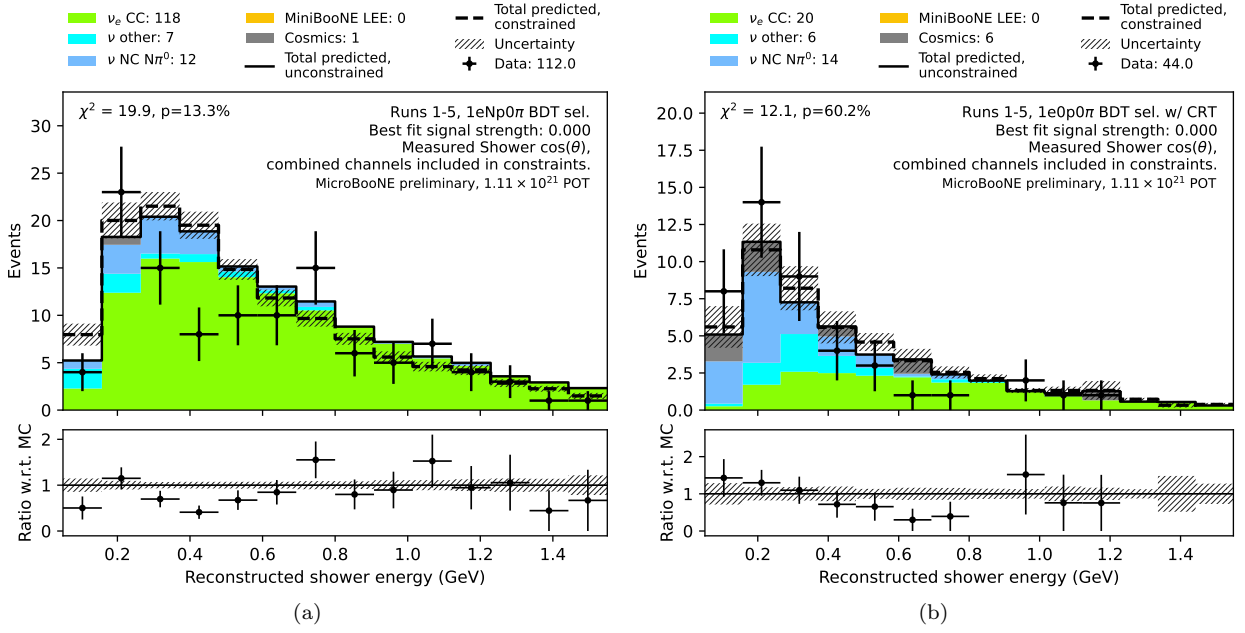 νe CC: 118
ν other: 7
ν NC Nπ⁰: 12
MiniBooNE LEE: 0
Cosmics: 1
Total predicted,
unconstrained
Total predicted,
constrained
Uncertainty
Data: 112.0
χ² = 19.9, p=13.3%
Runs 1-5, 1eNp0π BDT sel.
Best fit signal strength: 0.000
Measured Shower cos(θ),
combined channels included in constraints.
MicroBooNE preliminary, 1.11 × 10²¹ POT
Events
30
25
20
15
10
5
0
Ratio w.r.t. MC
2
1
0
0.2 0.4 0.6 0.8 1.0 1.2 1.4
Reconstructed shower energy (GeV)
(a)
νe CC: 20
ν other: 6
ν NC Nπ⁰: 14
MiniBooNE LEE: 0
Cosmics: 6
Total predicted,
unconstrained
Total predicted,
constrained
Uncertainty
Data: 44.0
χ² = 12.1, p=60.2%
Runs 1-5, 1e0p0π BDT sel. w/ CRT
Best fit signal strength: 0.000
Measured Shower cos(θ),
combined channels included in constraints.
MicroBooNE preliminary, 1.11 × 10²¹ POT
Events
20.0
17.5
15.0
12.5
10.0
7.5
5.0
2.5
0.0
Ratio w.r.t. MC
2
1
0
0.2 0.4 0.6 0.8 1.0 1.2 1.4
Reconstructed shower energy (GeV)
(b)